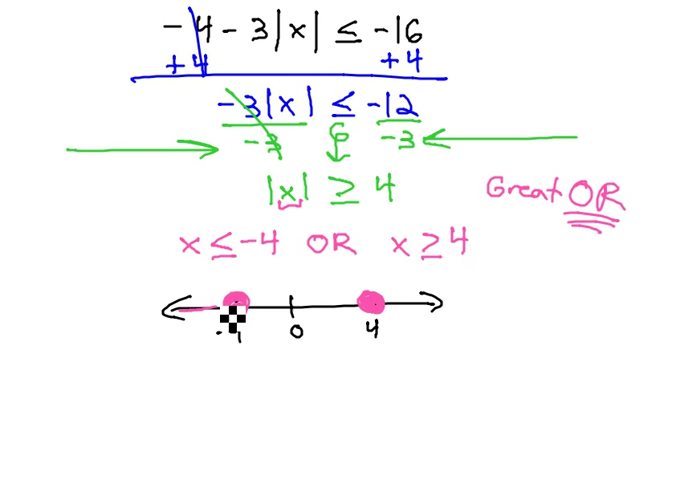 -4 - 3|x| ≤ -16
+4 +4
-3|x| ≤ -12
-3 -3
|x| ≥ 4
Great OR
x ≤ -4 OR x ≥ 4
0 4